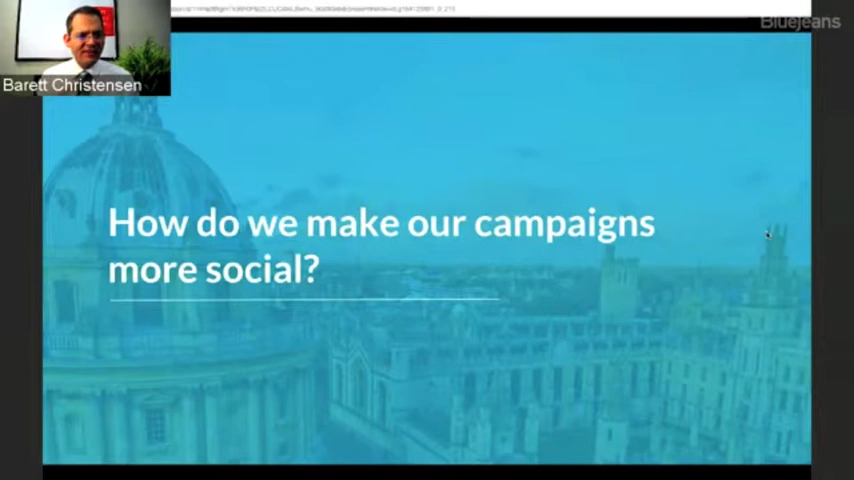 Bluejeans
Barett Christensen
How do we make our campaigns
more social?